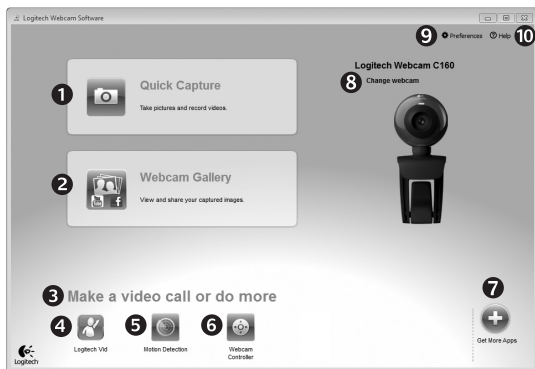 Logitech Webcam Software
9 Preferences Help 10
Logitech Webcam C160
8 Change webcam
1 Quick Capture
Take pictures and record videos.
2 Webcam Gallery
View and share your captured images.
You Tube f
3 Make a video call or do more
4 5 6 7
Logitech Vid
Motion Detection
Webcam
Controller
Get More Apps
Logitech